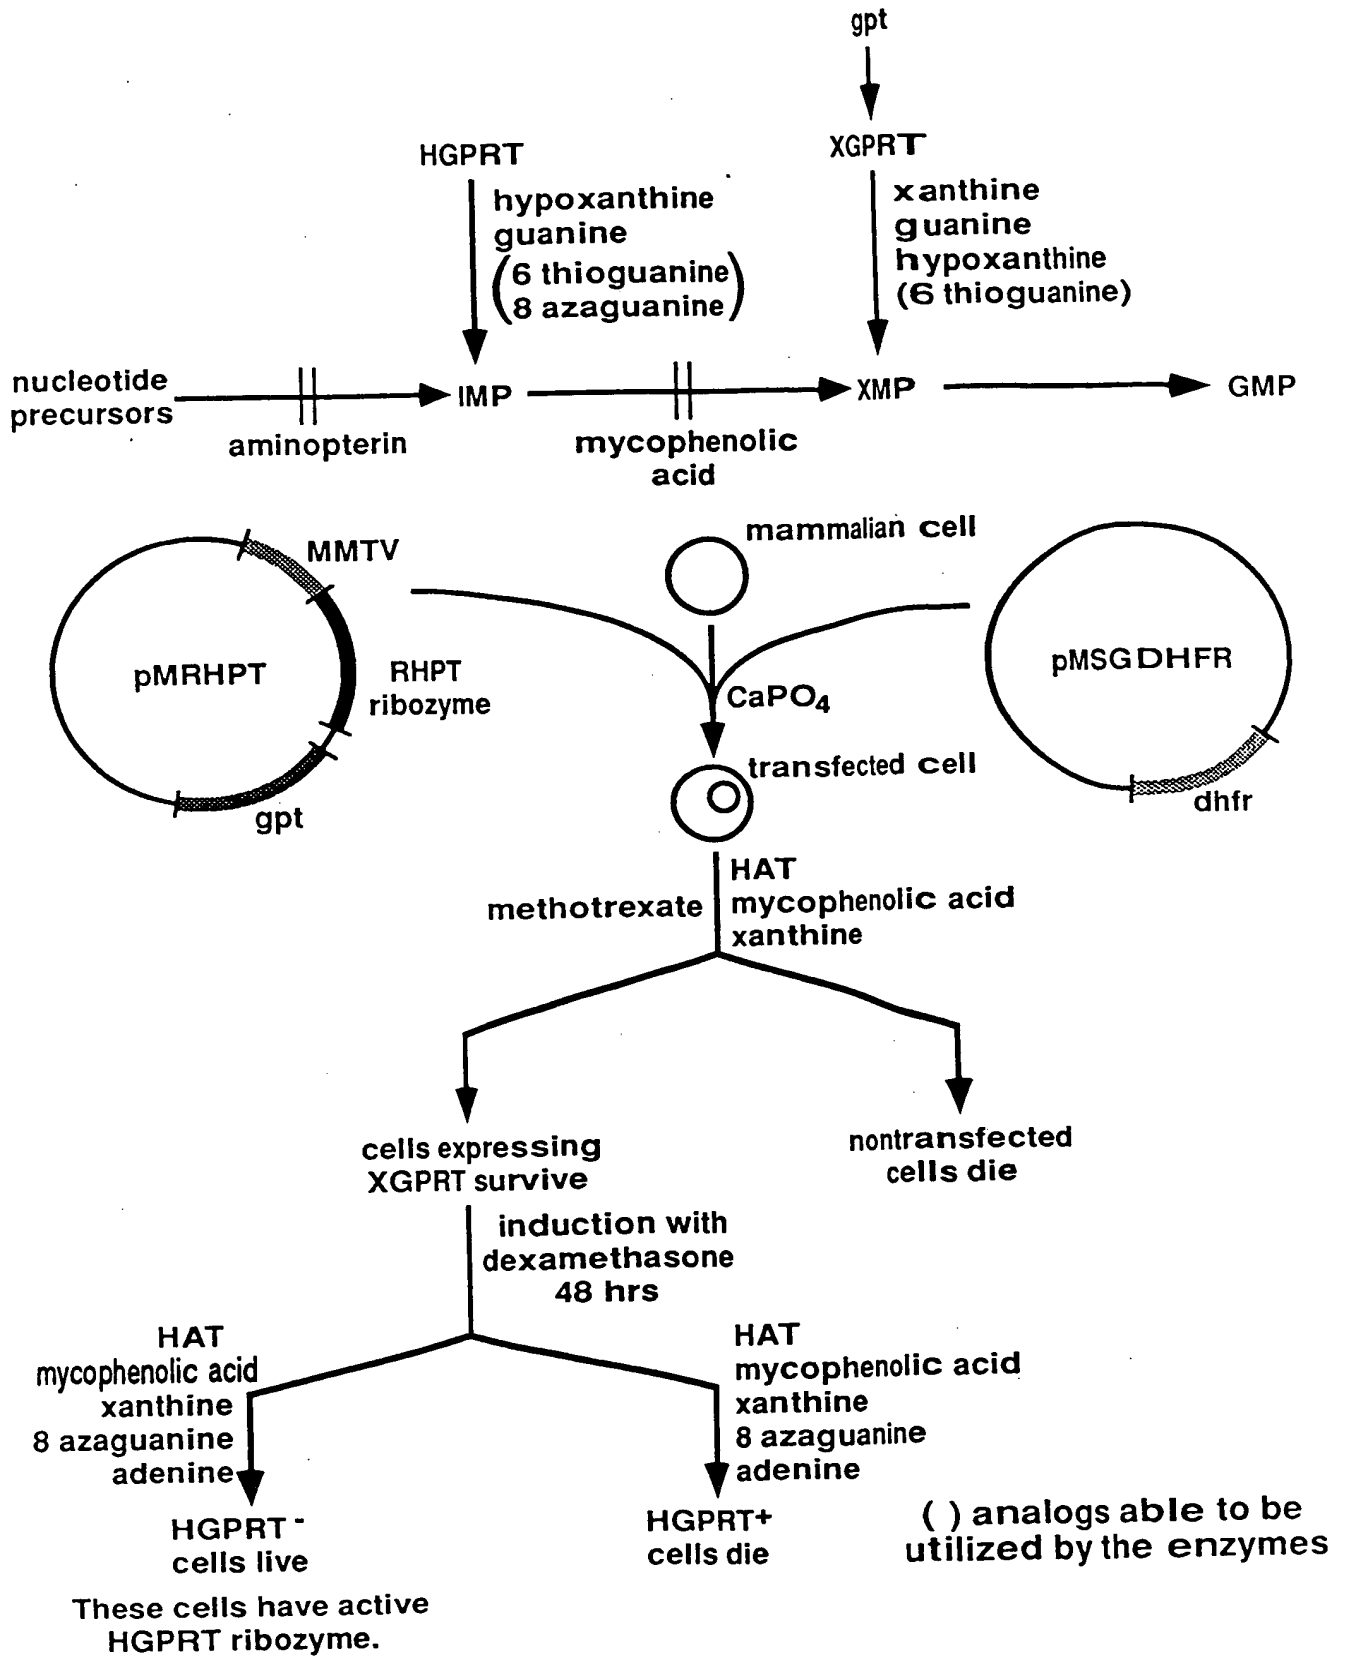 gpt
HGPRT
XGPRT
hypoxanthine
guanine
(6 thioguanine
8 azaguanine)
xanthine
guanine
hypoxanthine
(6 thioguanine)
nucleotide
precursors
IMP
XMP
GMP
aminopterin
mycophenolic
acid
MMTV
mammalian cell
pMRHPT
RHPT
ribozyme
pMSGDHFR
CaPO4
transfected cell
gpt
dhfr
methotrexate
HAT
mycophenolic acid
xanthine
cells expressing
XGPRT survive
nontransfected
cells die
induction with
dexamethasone
48 hrs
HAT
mycophenolic acid
xanthine
8 azaguanine
adenine
HAT
mycophenolic acid
xanthine
8 azaguanine
adenine
HGPRT -
cells live
HGPRT+
cells die
( ) analogs able to be
utilized by the enzymes
These cells have active
HGPRT ribozyme.